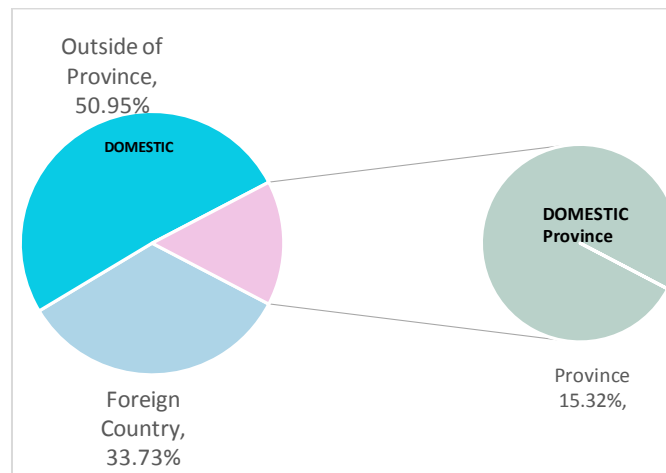 Outside of
Province,
50.95%
DOMESTIC
DOMESTIC
Province
Province
15.32%,
Foreign
Country,
33.73%